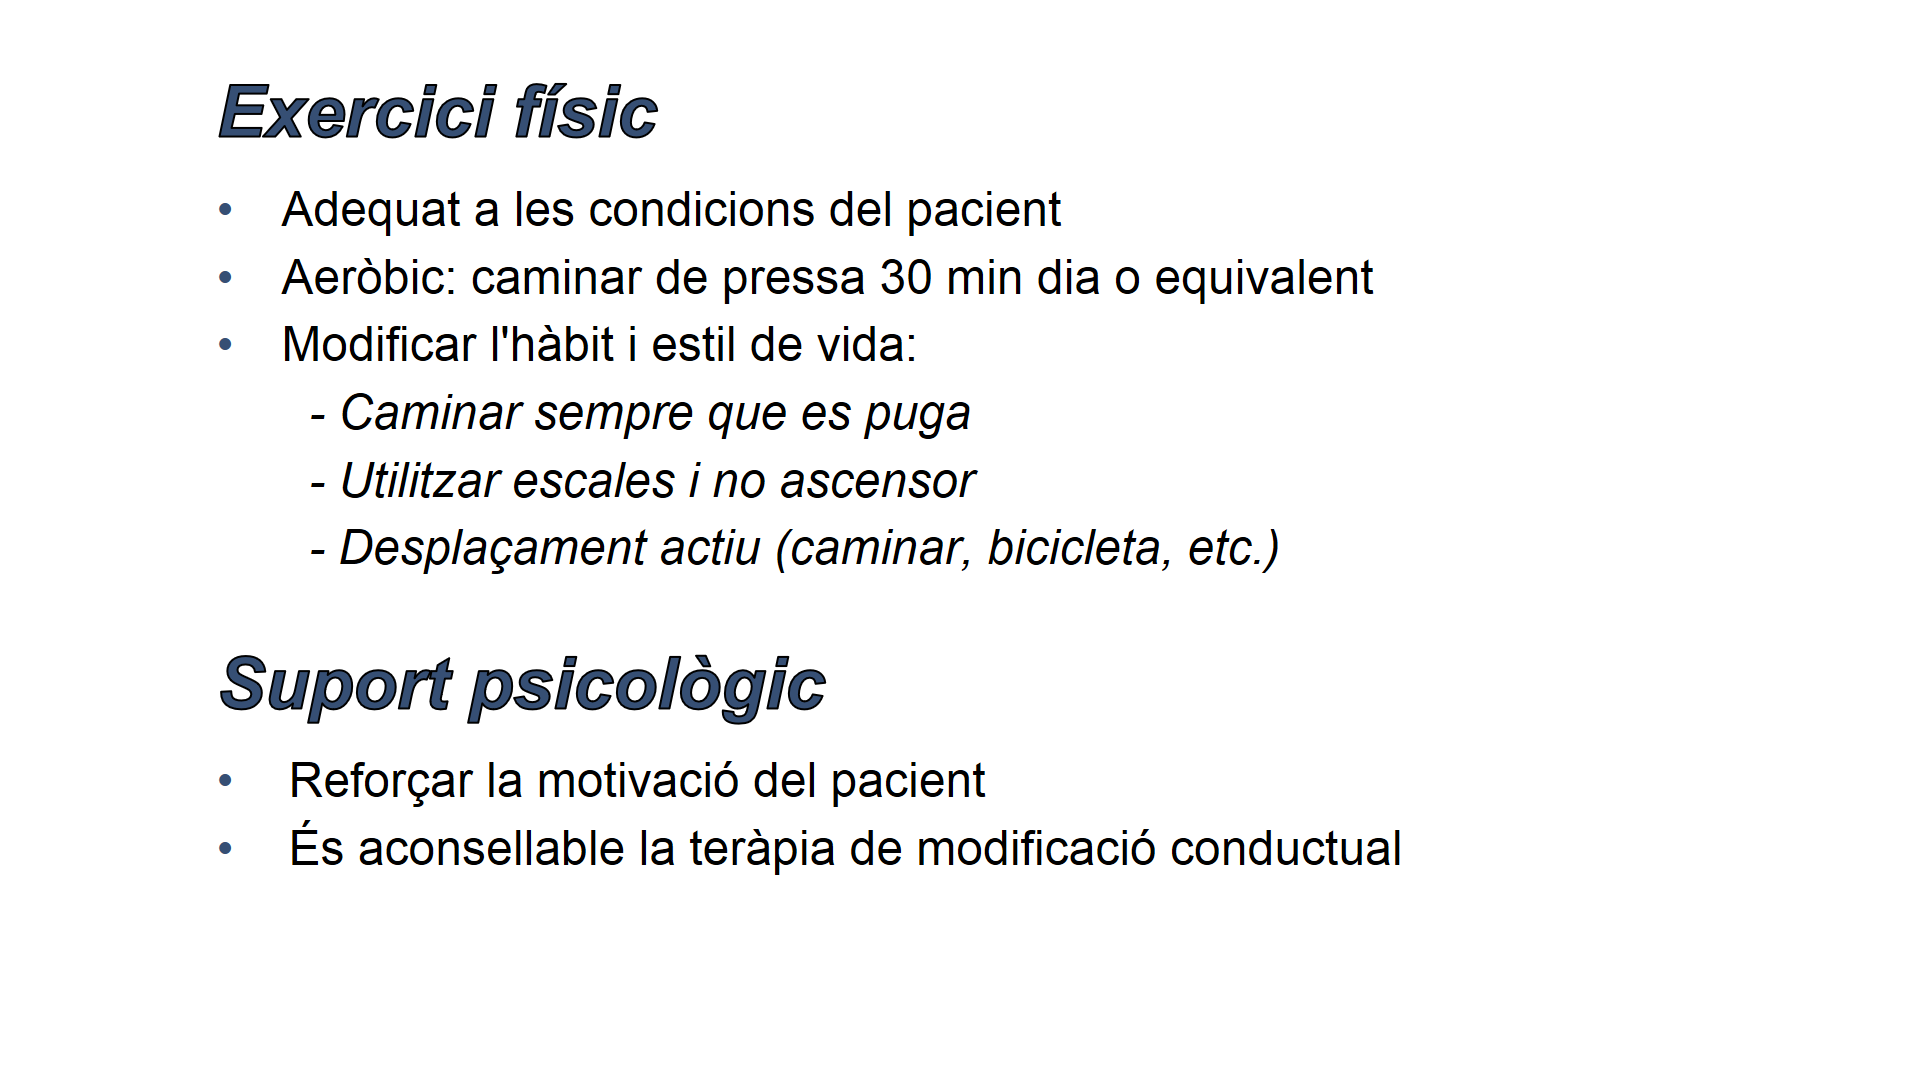 Exercici físic
• Adequat a les condicions del pacient
• Aeròbic: caminar de pressa 30 min dia o equivalent
• Modificar l'hàbit i estil de vida:
- Caminar sempre que es puga
- Utilitzar escales i no ascensor
- Desplaçament actiu (caminar, bicicleta, etc.)
Suport psicològic
• Reforçar la motivació del pacient
• És aconsellable la teràpia de modificació conductual